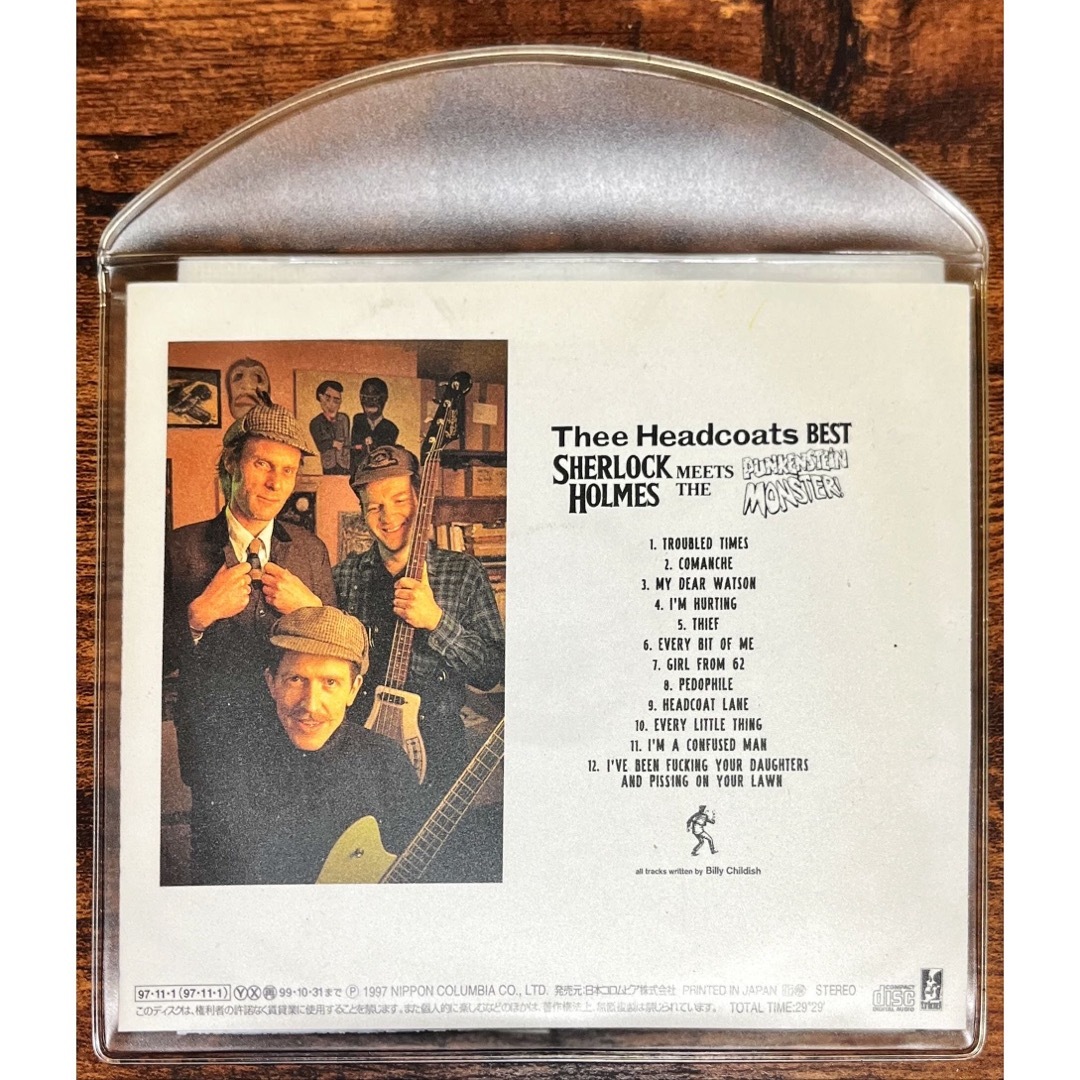 Thee Headcoats BEST
SHERLOCK HOLMES MEETS THE PUNKENSTEIN MONSTER!
1. TROUBLED TIMES
2. COMANCHE
3. MY DEAR WATSON
4. I'M HURTING
5. THIEF
6. EVERY BIT OF ME
7. GIRL FROM 62
8. PEDOPHILE
9. HEADCOAT LANE
10. EVERY LITTLE THING
11. I'M A CONFUSED MAN
12. I'VE BEEN FUCKING YOUR DAUGHTERS
AND PISSING ON YOUR LAWN
all tracks written by Billy Childish
97・11・1 (97・11・1) Ⓨ Ⓧ 再 99・10・31まで Ⓟ 1997 NIPPON COLUMBIA CO., LTD. 発売元:日本コロムビア株式会社 PRINTED IN JAPAN STEREO
このディスクは、権利者の許諾なく賃貸業に使用することを禁じます。また個人的に楽しむなどのほかは、著作権法上、無断複製は禁じられています。 TOTAL TIME:29"29'
COMPACT
disc
DIGITAL AUDIO